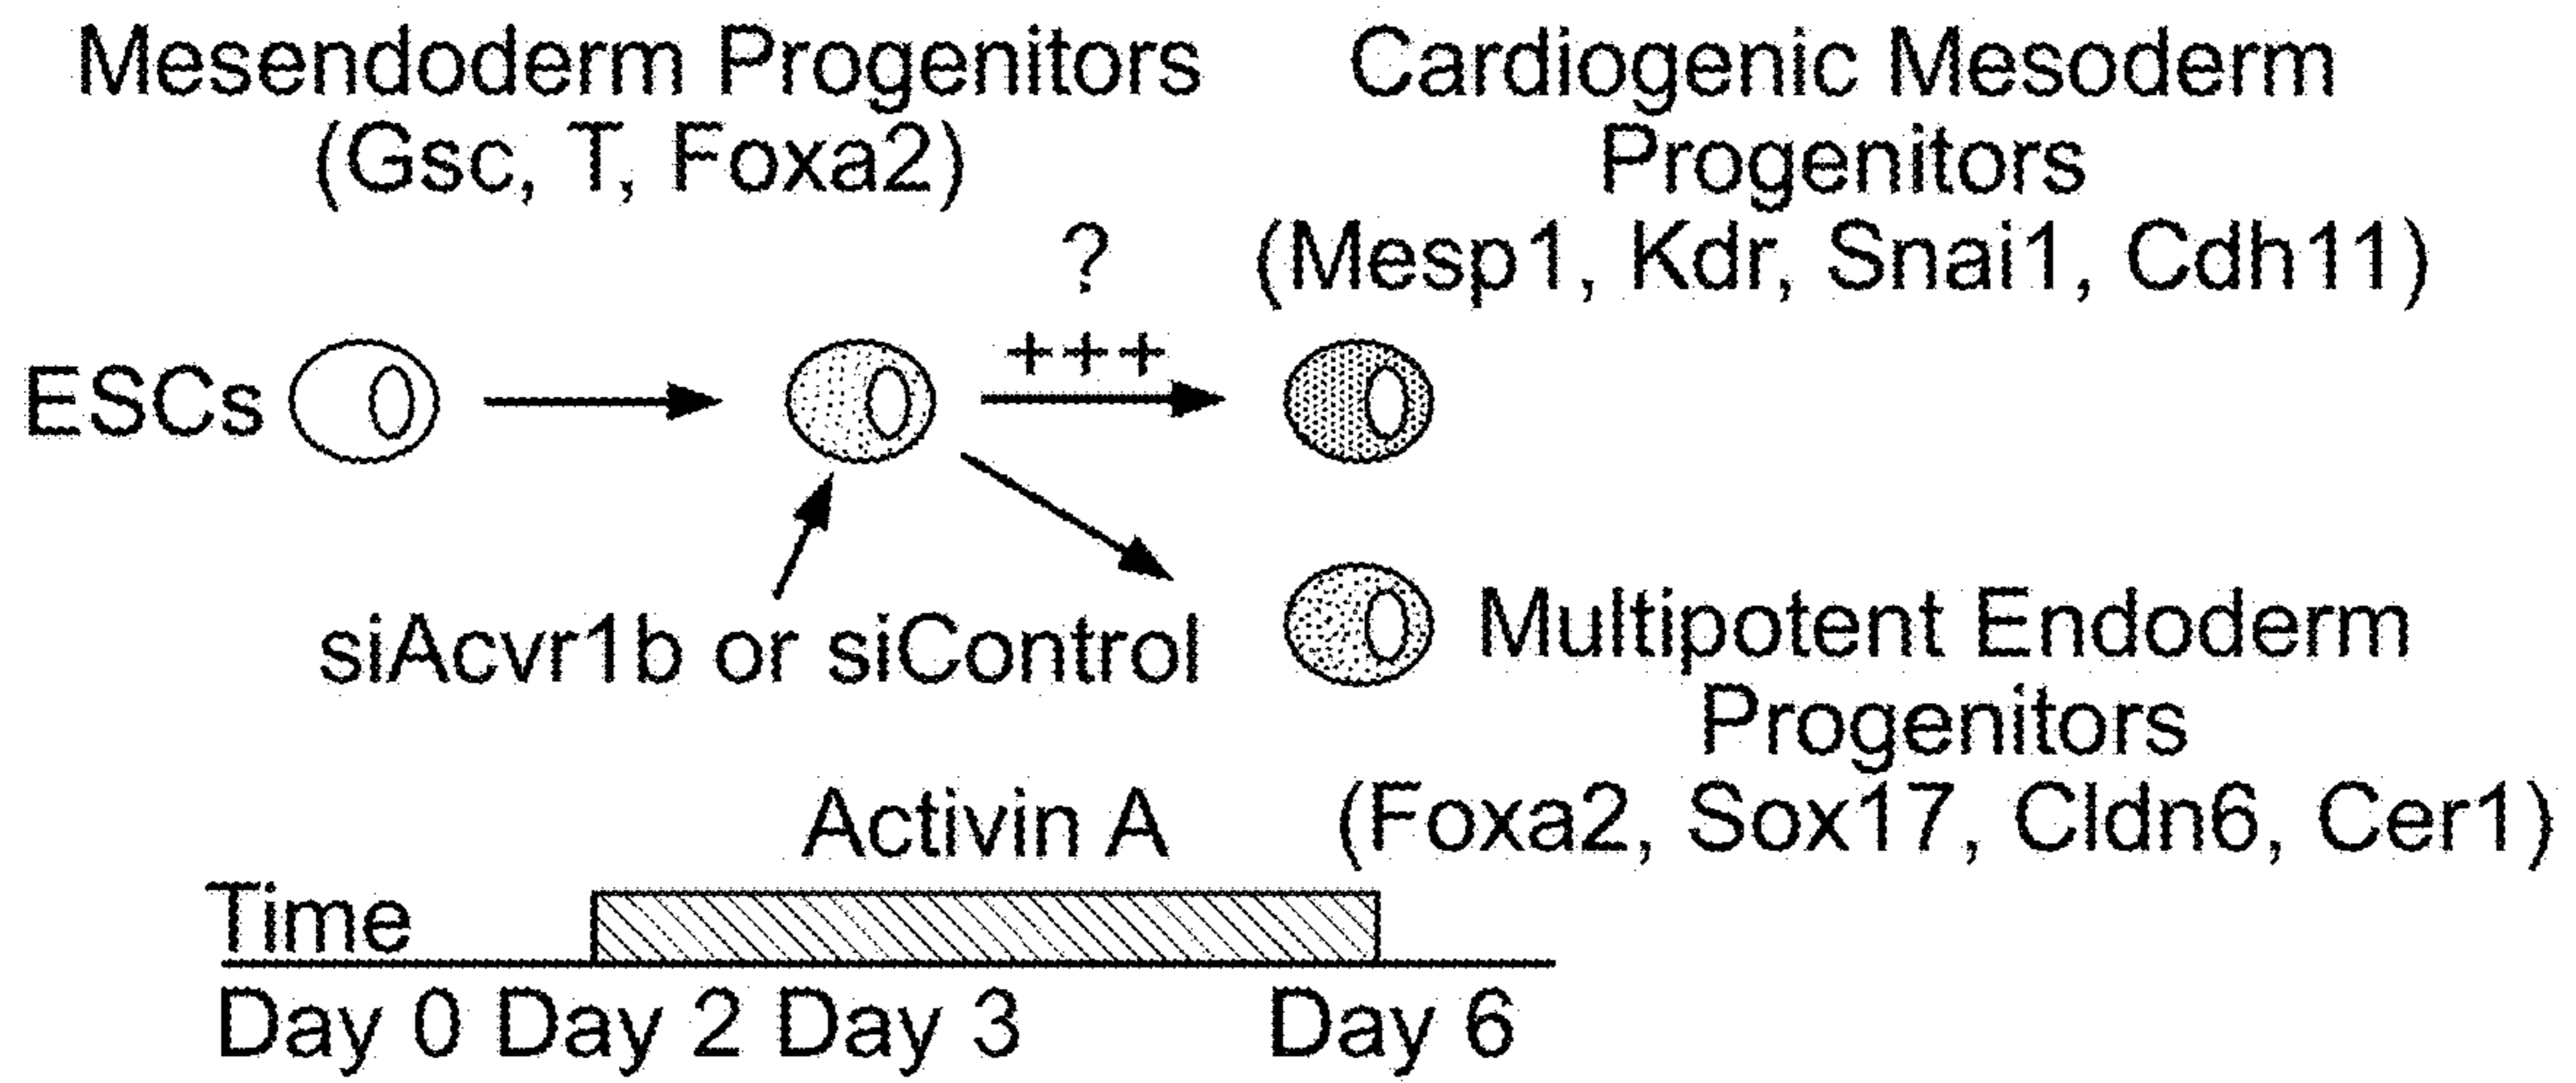 Mesendoderm Progenitors
(Gsc, T, Foxa2)
Cardiogenic Mesoderm
Progenitors
(Mesp1, Kdr, Snai1, Cdh11)
?
+++
ESCs
siAcvr1b or siControl
Multipotent Endoderm
Progenitors
(Foxa2, Sox17, Cldn6, Cer1)
Activin A
Time
Day 0 Day 2 Day 3 Day 6